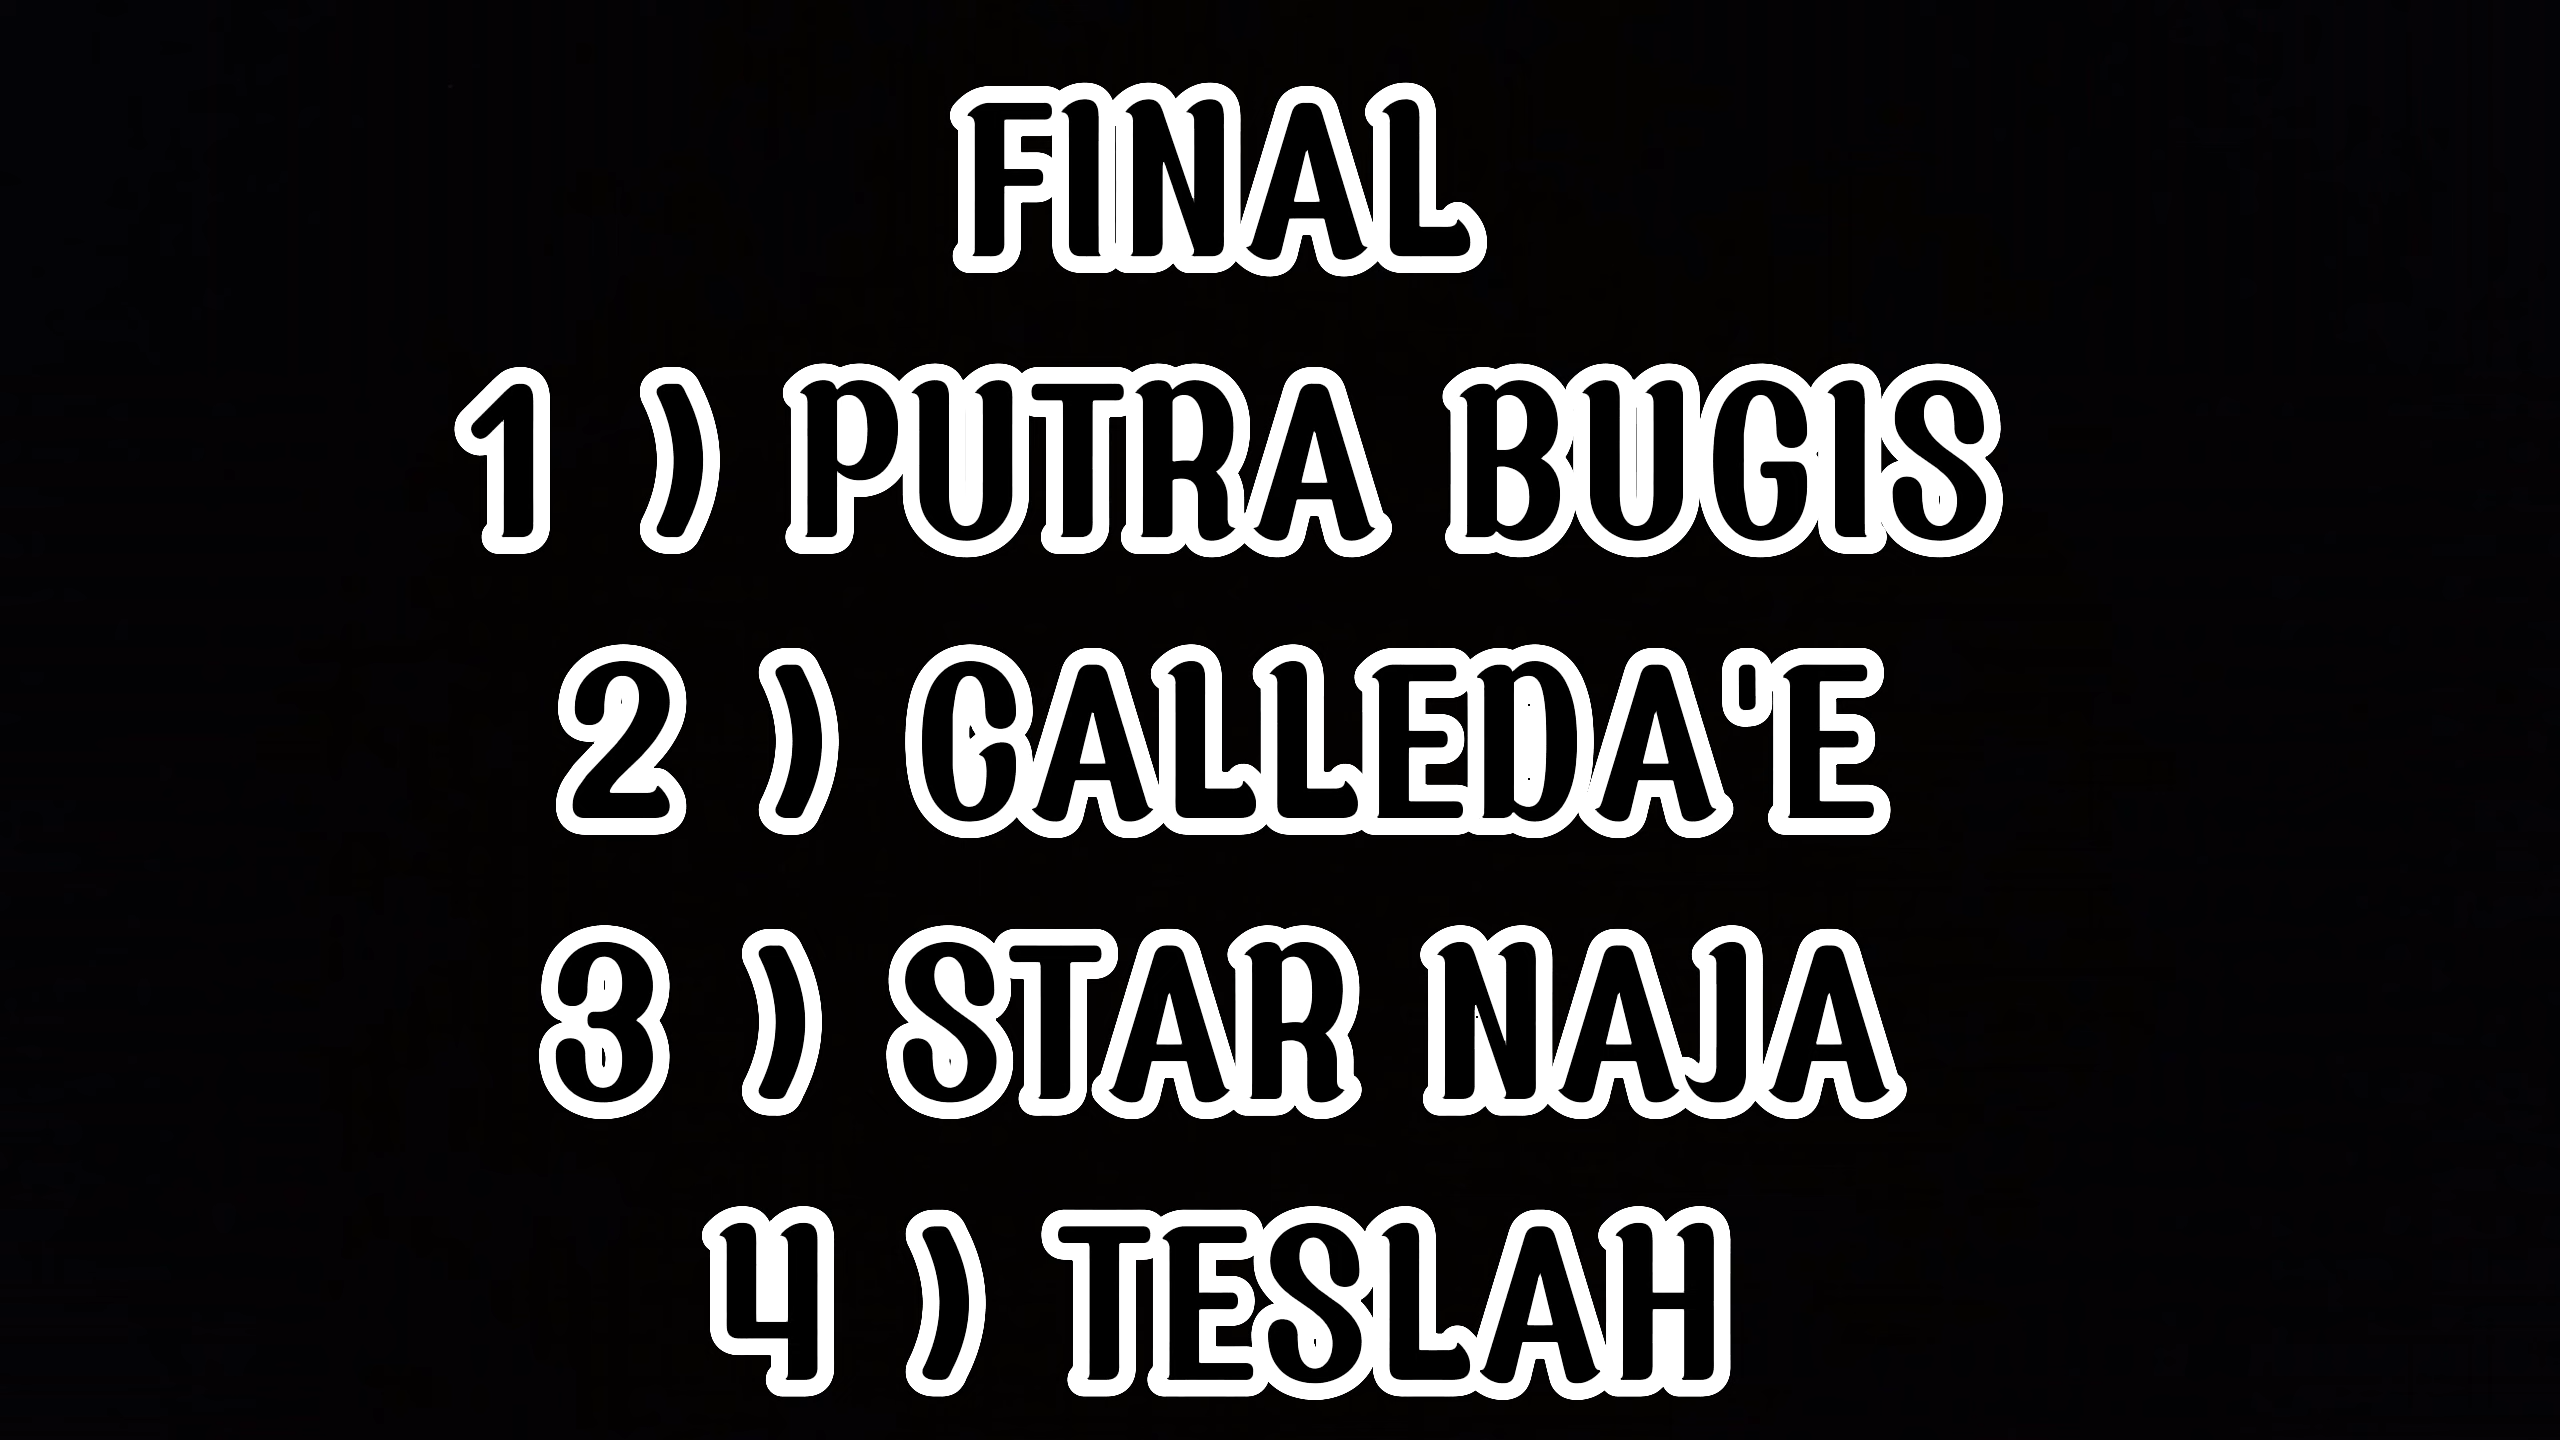 FINAL
1 ) PUTRA BUGIS
2 ) CALLEDA'E
3 ) STAR NAJA
4 ) TESLAH